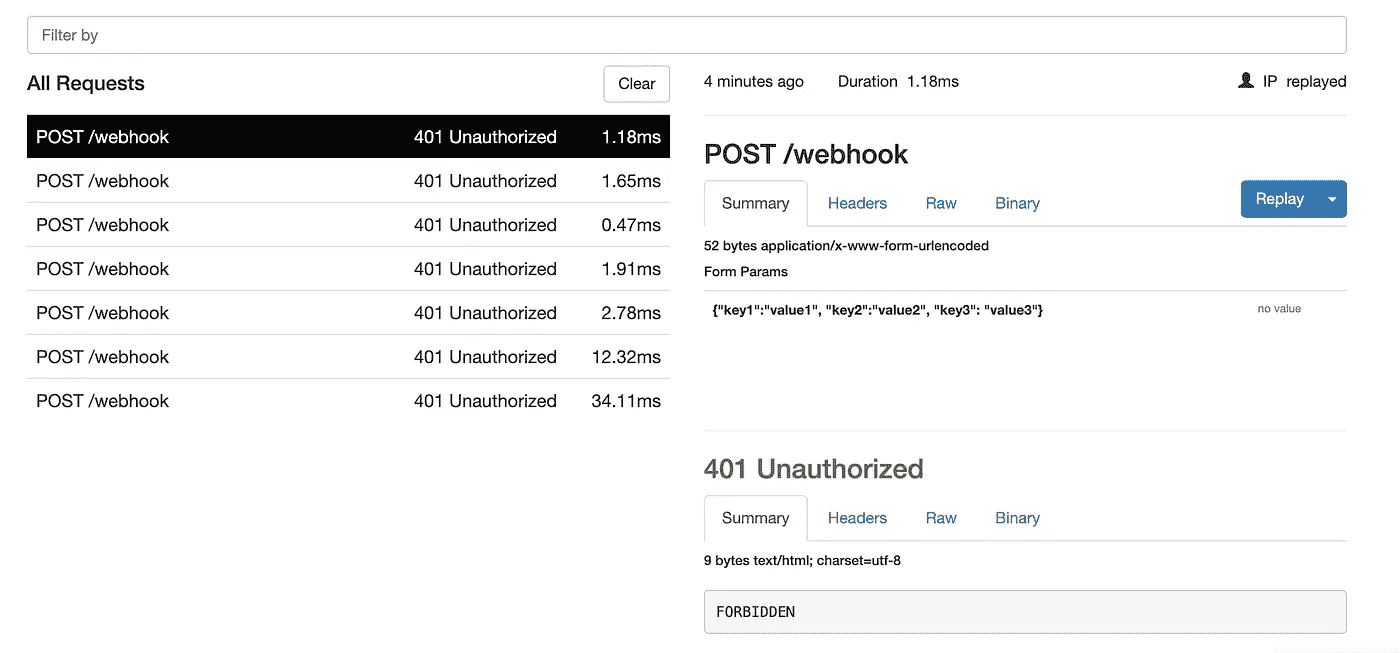 Filter by
All Requests
Clear
POST /webhook 401 Unauthorized 1.18ms
POST /webhook 401 Unauthorized 1.65ms
POST /webhook 401 Unauthorized 0.47ms
POST /webhook 401 Unauthorized 1.91ms
POST /webhook 401 Unauthorized 2.78ms
POST /webhook 401 Unauthorized 12.32ms
POST /webhook 401 Unauthorized 34.11ms
4 minutes ago Duration 1.18ms IP replayed
POST /webhook
Summary Headers Raw Binary Replay
52 bytes application/x-www-form-urlencoded
Form Params
{"key1":"value1", "key2":"value2", "key3": "value3"} no value
401 Unauthorized
Summary Headers Raw Binary
9 bytes text/html; charset=utf-8
FORBIDDEN